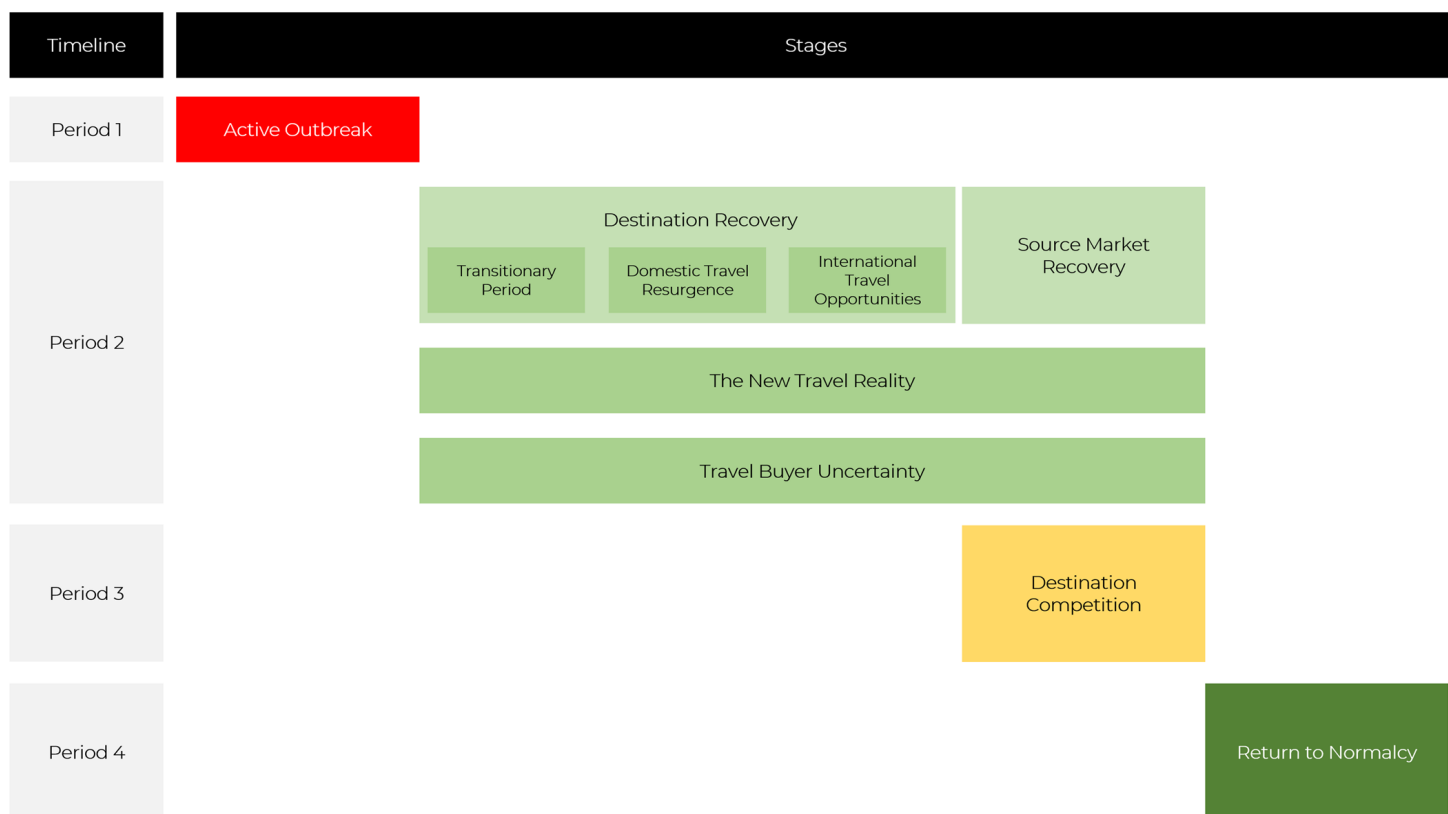 Timeline
Stages
Period 1
Active Outbreak
Period 2
Destination Recovery
Transitionary
Period
Domestic Travel
Resurgence
International
Travel
Opportunities
Source Market
Recovery
The New Travel Reality
Travel Buyer Uncertainty
Period 3
Destination
Competition
Period 4
Return to Normalcy